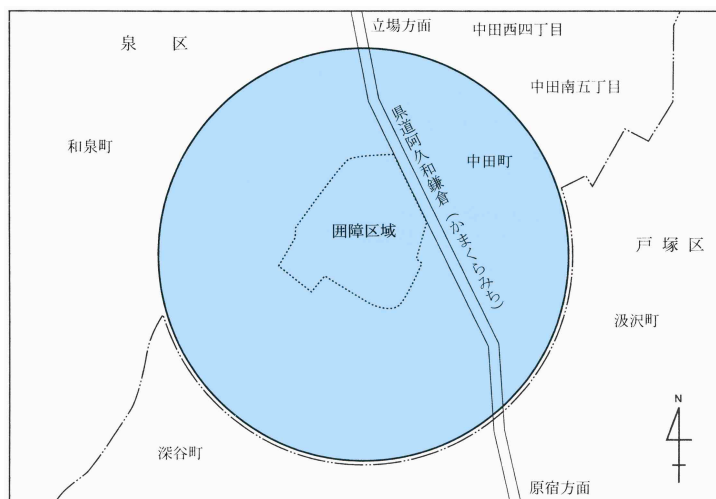 立場方面
中田西四丁目
泉区
中田南五丁目
県道阿久和鎌倉(かまくらみち)
和泉町
中田町
囲障区域
戸塚区
汲沢町
N
深谷町
原宿方面